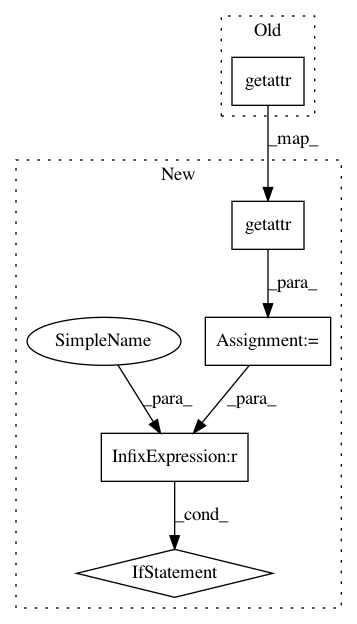 Old
getattr
_map_
New
getattr
_para_
SimpleName
Assignment:=
_para_
_para_
InfixExpression:r
_cond_
IfStatement